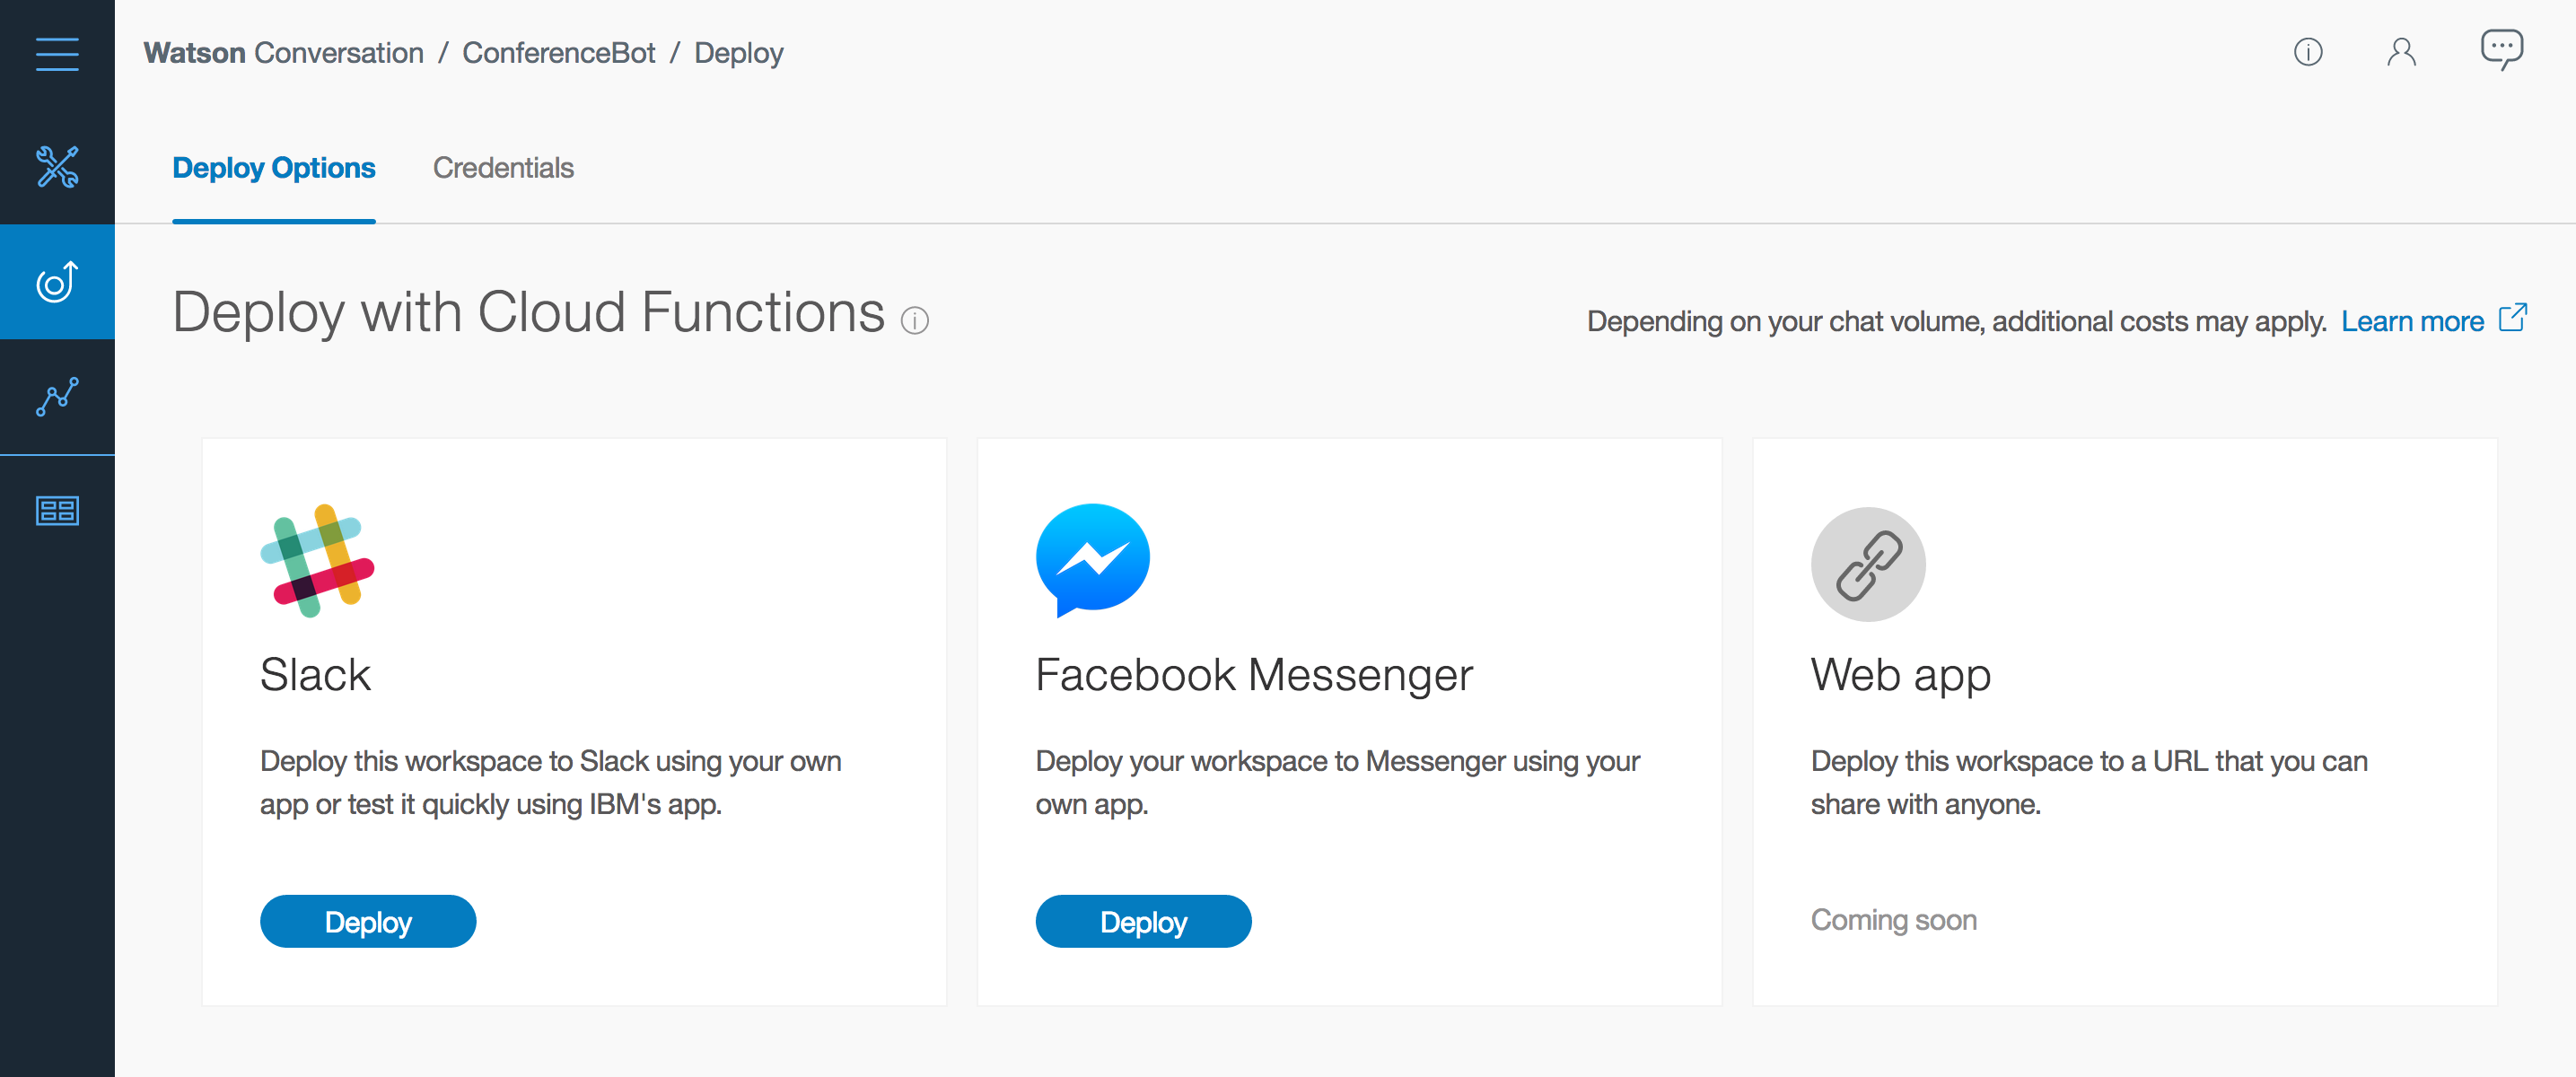 Watson Conversation / ConferenceBot / Deploy
Deploy Options
Credentials
Deploy with Cloud Functions
Depending on your chat volume, additional costs may apply. Learn more
Slack
Deploy this workspace to Slack using your own
app or test it quickly using IBM's app.
Deploy
Facebook Messenger
Deploy your workspace to Messenger using your
own app.
Deploy
Web app
Deploy this workspace to a URL that you can
share with anyone.
Coming soon